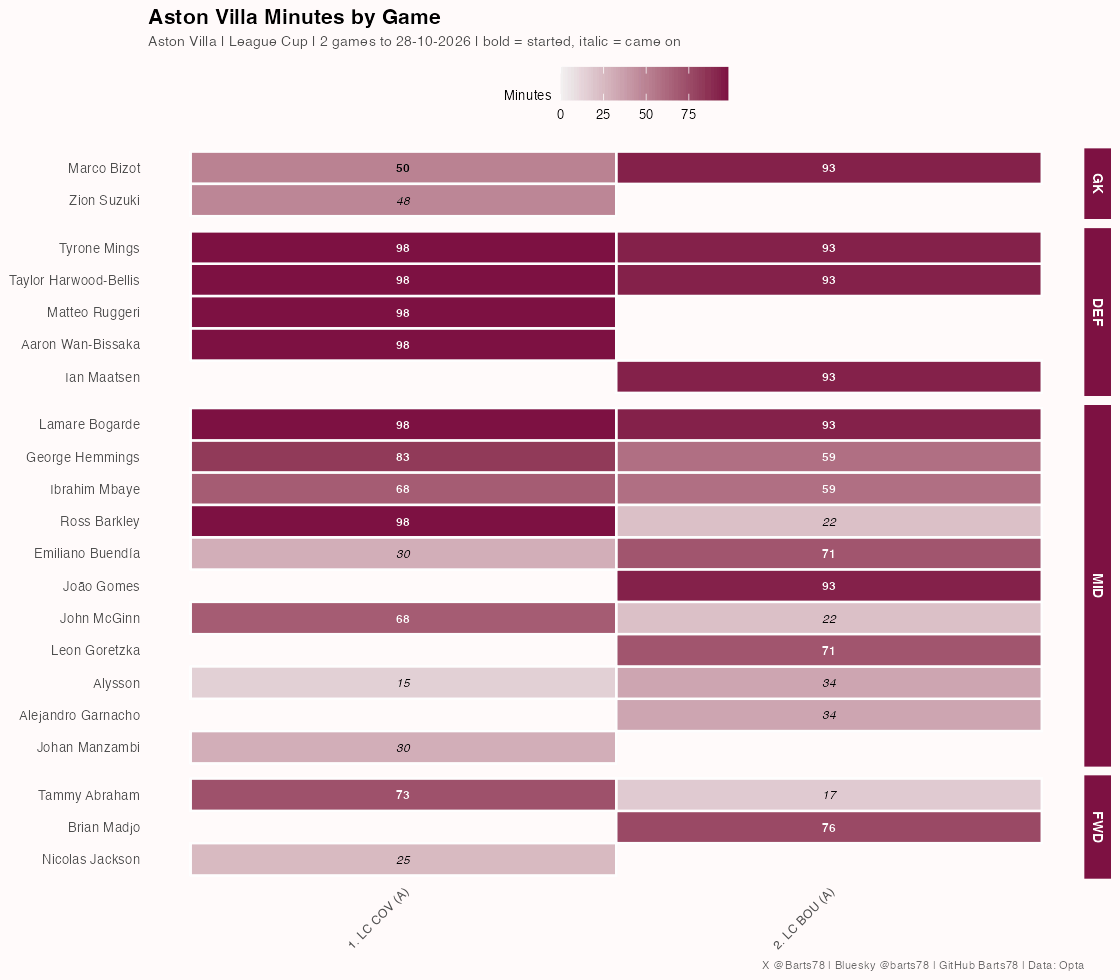 Aston Villa Minutes by Game
Aston Villa | League Cup | 2 games to 28-10-2026 | bold = started, italic = came on
Minutes
0 25 50 75
Marco Bizot 50 93
Zion Suzuki 48
GK
Tyrone Mings 98 93
Taylor Harwood-Bellis 98 93
Matteo Ruggeri 98
Aaron Wan-Bissaka 98
Ian Maatsen 93
DEF
Lamare Bogarde 98 93
George Hemmings 83 59
Ibrahim Mbaye 68 59
Ross Barkley 98 22
Emiliano Buendía 30 71
João Gomes 93
John McGinn 68 22
Leon Goretzka 71
Alysson 15 34
Alejandro Garnacho 34
Johan Manzambi 30
MID
Tammy Abraham 73 17
Brian Madjo 76
Nicolas Jackson 25
FWD
1. LC COV (A)
2. LC BOU (A)
X @Barts78 | Bluesky @barts78 | GitHub Barts78 | Data: Opta